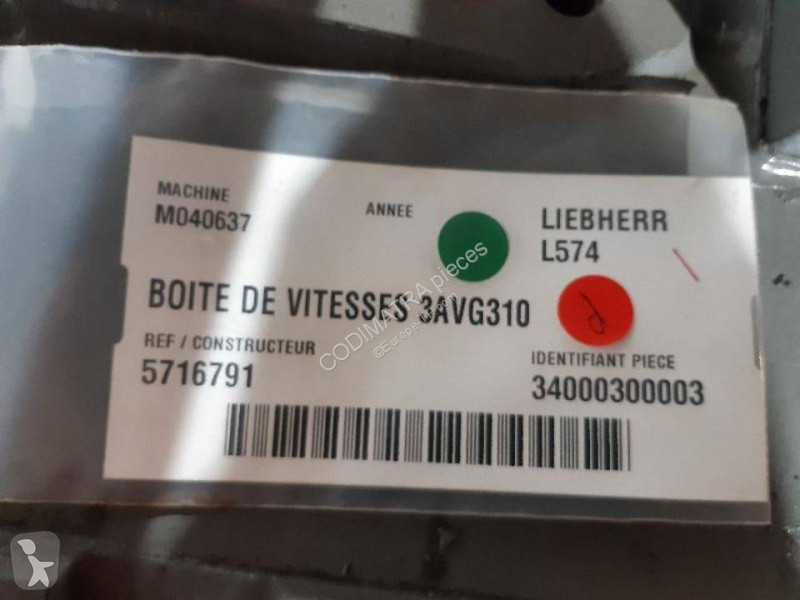 MACHINE
M040637
ANNEE
LIEBHERR
L574
BOITE DE VITESSES 3AVG310
REF / CONSTRUCTEUR
5716791
IDENTIFIANT PIECE
34000300003
CODIMATRA pieces